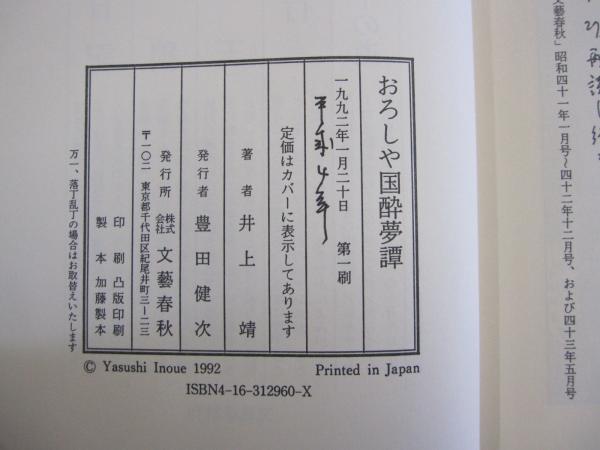 文藝春秋」昭和四十一年一月号〜四十二年十二月号、および四十三年五月号
おろしや国酔夢譚
一九九二年一月二十日 第一刷
平成4年
定価はカバーに表示してあります
著者 井上靖
発行者 豊田健次
発行所 株式会社 文藝春秋
〒一〇二 東京都千代田区紀尾井町三―二三
印刷 凸版印刷
製本 加藤製本
万一、落丁乱丁の場合はお取替えいたします
© Yasushi Inoue 1992 Printed in Japan
ISBN4-16-312960-X